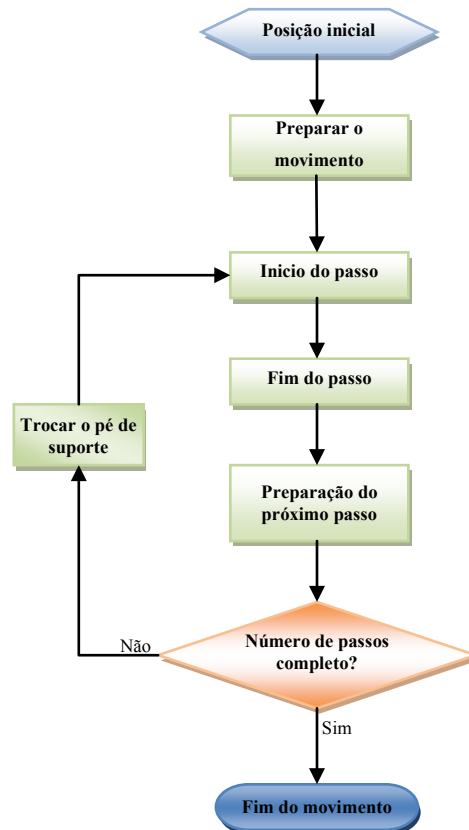 Posição inicial
Preparar o
movimento
Inicio do passo
Fim do passo
Trocar o pé de
suporte
Preparação do
próximo passo
Número de passos
completo?
Não
Sim
Fim do movimento